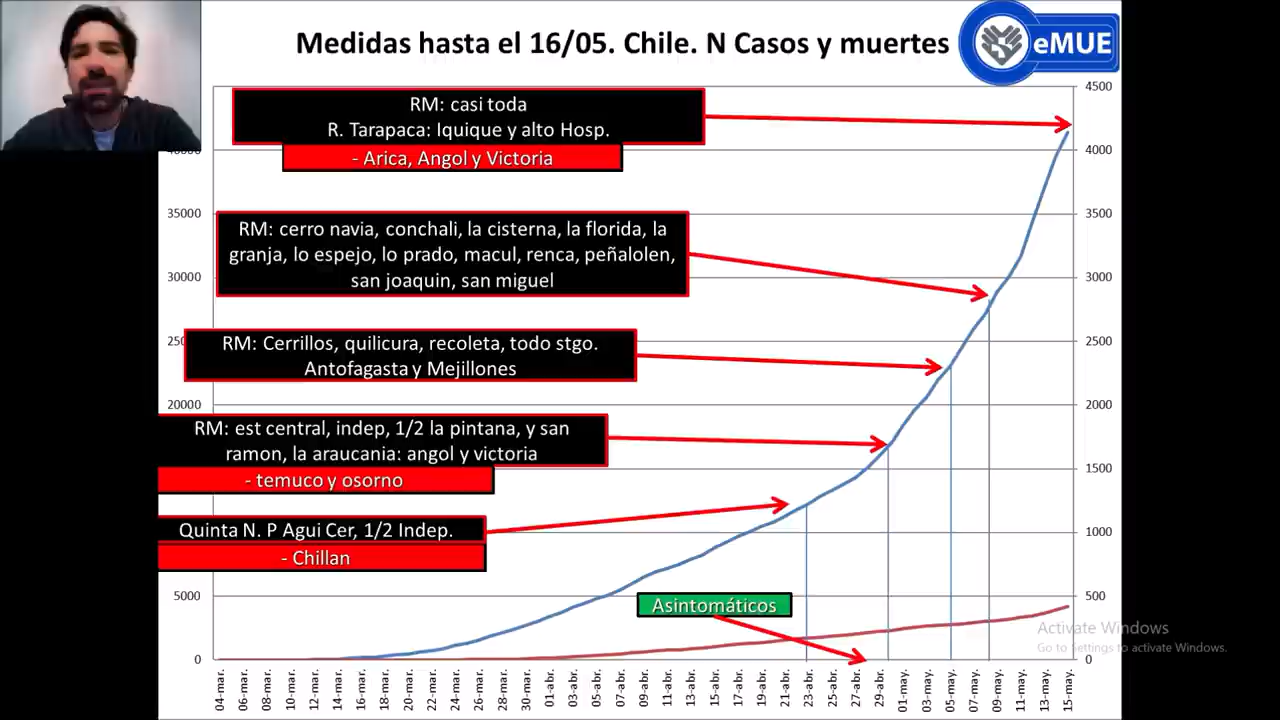 Medidas hasta el 16/05. Chile. N Casos y muertes
eMUE
RM: casi toda
R. Tarapaca: Iquique y alto Hosp.
- Arica, Angol y Victoria
RM: cerro navia, conchali, la cisterna, la florida, la
granja, lo espejo, lo prado, macul, renca, peñalolen,
san joaquin, san miguel
RM: Cerrillos, quilicura, recoleta, todo stgo.
Antofagasta y Mejillones
RM: est central, indep, 1/2 la pintana, y san
ramon, la araucania: angol y victoria
- temuco y osorno
Quinta N. P Agui Cer, 1/2 Indep.
- Chillan
Asintomáticos
35000
30000
20000
5000
0
4500
4000
3500
3000
2500
2000
1500
1000
500
0
04-mar.
06-mar.
08-mar.
10-mar.
12-mar.
14-mar.
16-mar.
18-mar.
20-mar.
22-mar.
24-mar.
26-mar.
28-mar.
30-mar.
01-abr.
03-abr.
05-abr.
07-abr.
09-abr.
11-abr.
13-abr.
15-abr.
17-abr.
19-abr.
21-abr.
23-abr.
25-abr.
27-abr.
29-abr.
01-may.
03-may.
05-may.
07-may.
09-may.
11-may.
13-may.
15-may.
Activate Windows
Go to Settings to activate Windows.